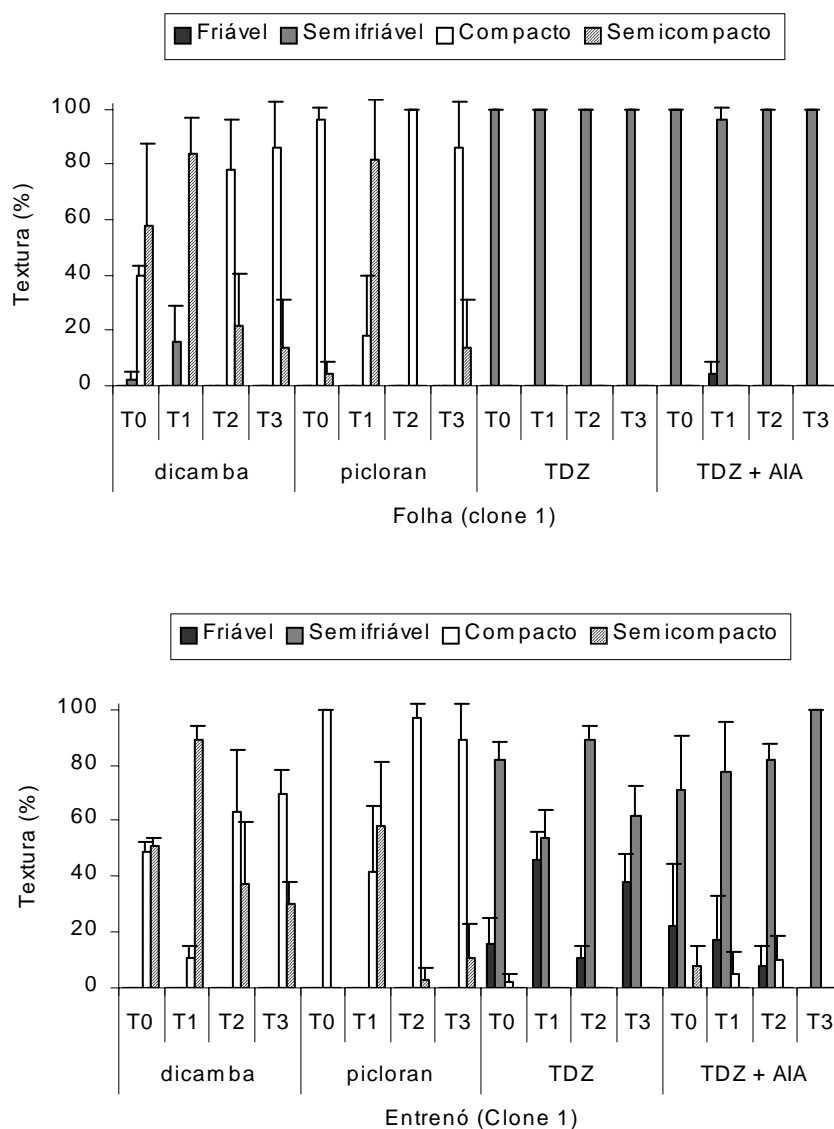 Friável Semifriável Compacto Semicompacto
100
80
60
40
20
0
Textura (%)
T0 T1 T2 T3 T0 T1 T2 T3 T0 T1 T2 T3 T0 T1 T2 T3
dicamba picloran TDZ TDZ + AIA
Folha (clone 1)
Friável Semifriável Compacto Semicompacto
100
80
60
40
20
0
Textura (%)
T0 T1 T2 T3 T0 T1 T2 T3 T0 T1 T2 T3 T0 T1 T2 T3
dicamba picloran TDZ TDZ + AIA
Entrenó (Clone 1)